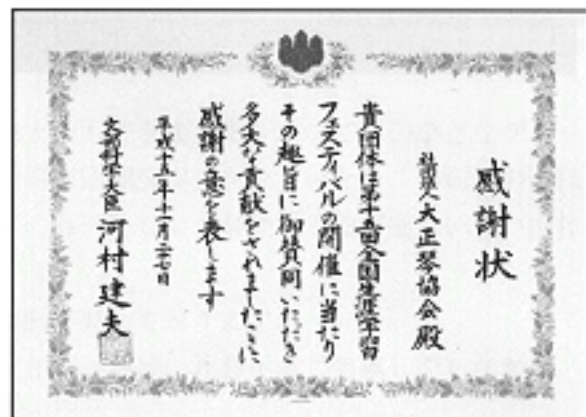 感謝状
社団法人大正琴協会殿
貴団体は第十五回全国生涯学習
フェスティバルの開催に当たり
その趣旨に御賛同いただき
多大な貢献をされましたことに
感謝の意を表します
平成十五年十一月二十七日
文部科学大臣 河村建夫